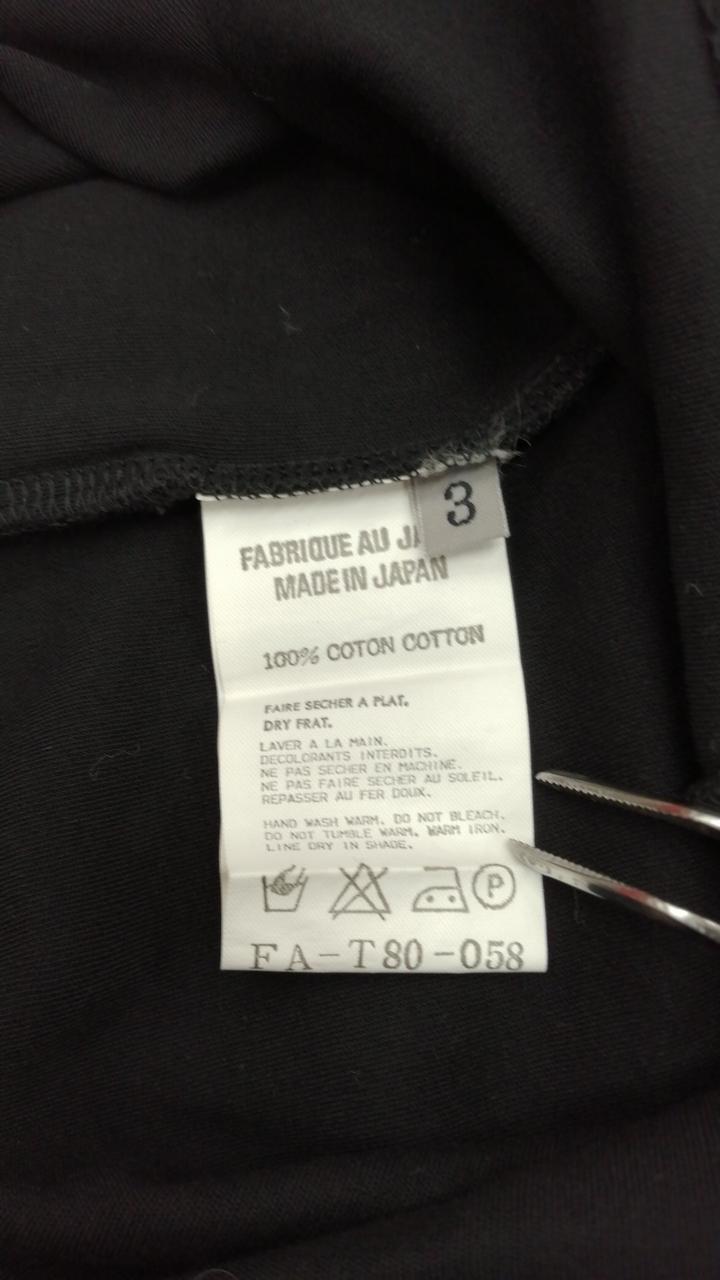 3
FABRIQUE AU JA
MADE IN JAPAN
100% COTON COTTON
FAIRE SECHER A PLAT.
DRY FRAT.
LAVER A LA MAIN.
DECOLORANTS INTERDITS.
NE PAS SECHER EN MACHINE.
NE PAS FAIRE SECHER AU SOLEIL.
REPASSER AU FER DOUX.
HAND WASH WARM. DO NOT BLEACH.
DO NOT TUMBLE WARM. WARM IRON.
LINE DRY IN SHADE.
P
FA-T80-058